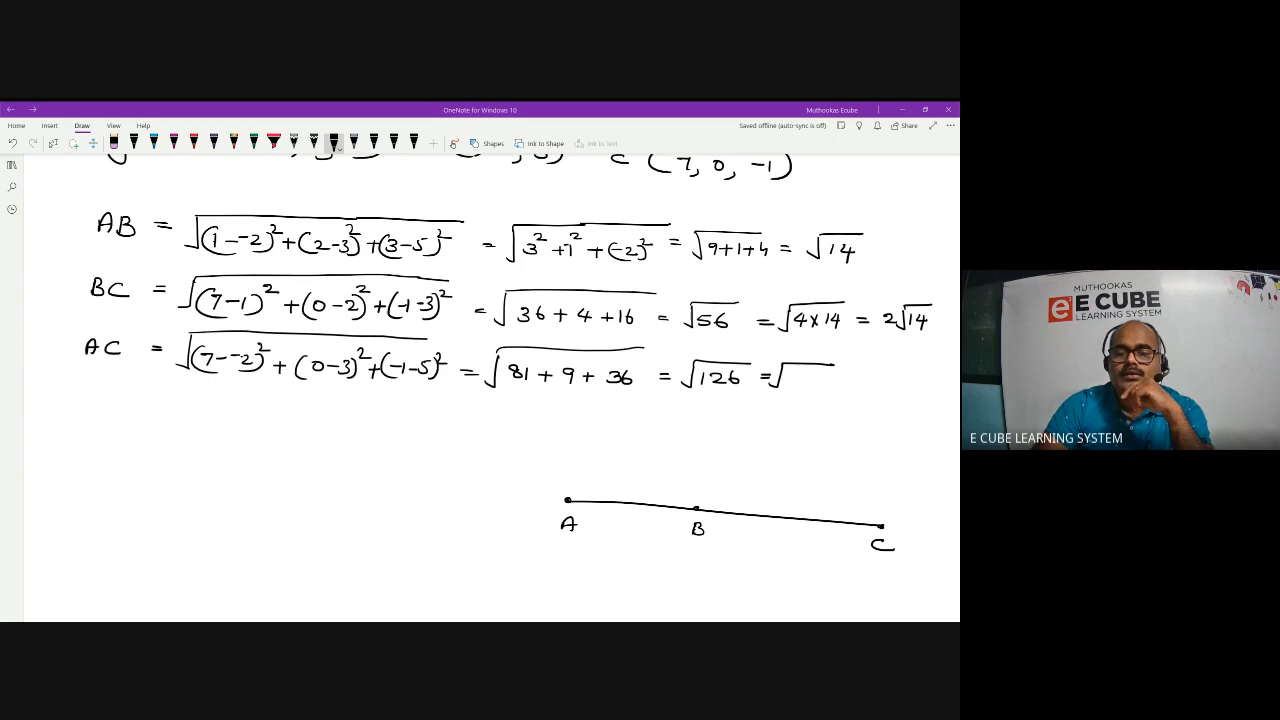 OneNote for Windows 10
Muthookas Ecube
Home Insert Draw View Help
Saved offline (auto-sync is off) Share
Shapes Ink to Shape Ink to Text
C (7, 0, -1)
AB = √(1--2)²+(2-3)²+(3-5)² = √3²+1²+(-2)² = √9+1+4 = √14
BC = √(7-1)²+(0-2)²+(-1-3)² = √36+4+16 = √56 = √4×14 = 2√14
AC = √(7--2)²+(0-3)²+(-1-5)² = √81+9+36 = √126 = √
A B C
MUTHOOKAS
e E CUBE
LEARNING SYSTEM
E CUBE LEARNING SYSTEM